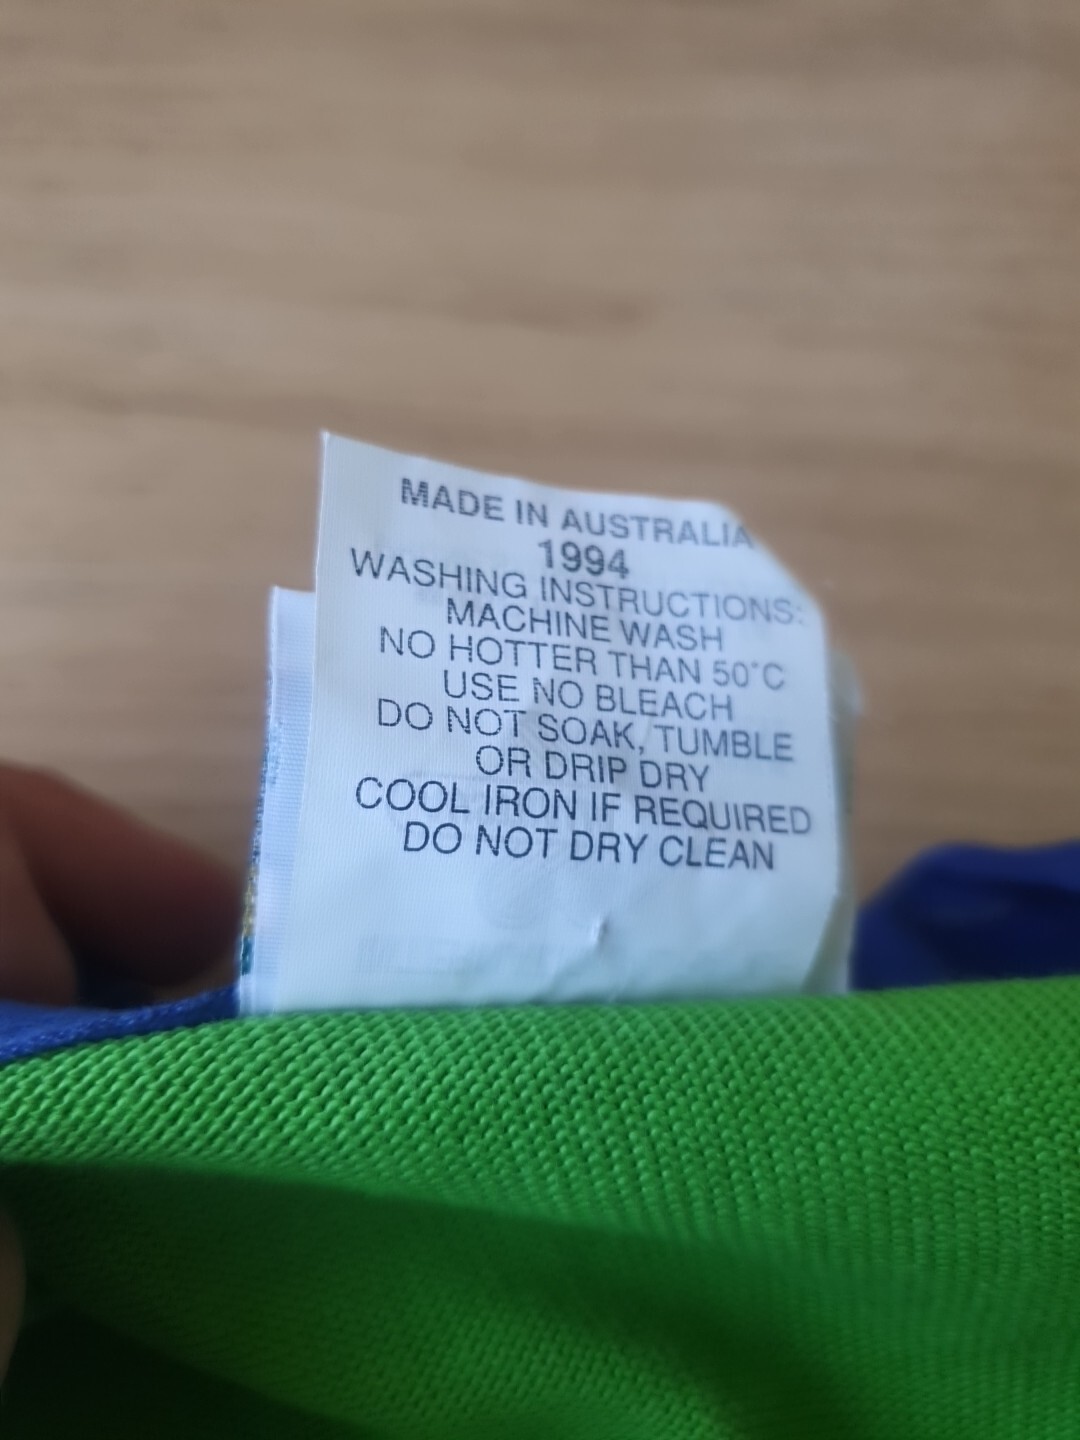 MADE IN AUSTRALIA
1994
WASHING INSTRUCTIONS:
MACHINE WASH
NO HOTTER THAN 50°C
USE NO BLEACH
DO NOT SOAK, TUMBLE
OR DRIP DRY
COOL IRON IF REQUIRED
DO NOT DRY CLEAN